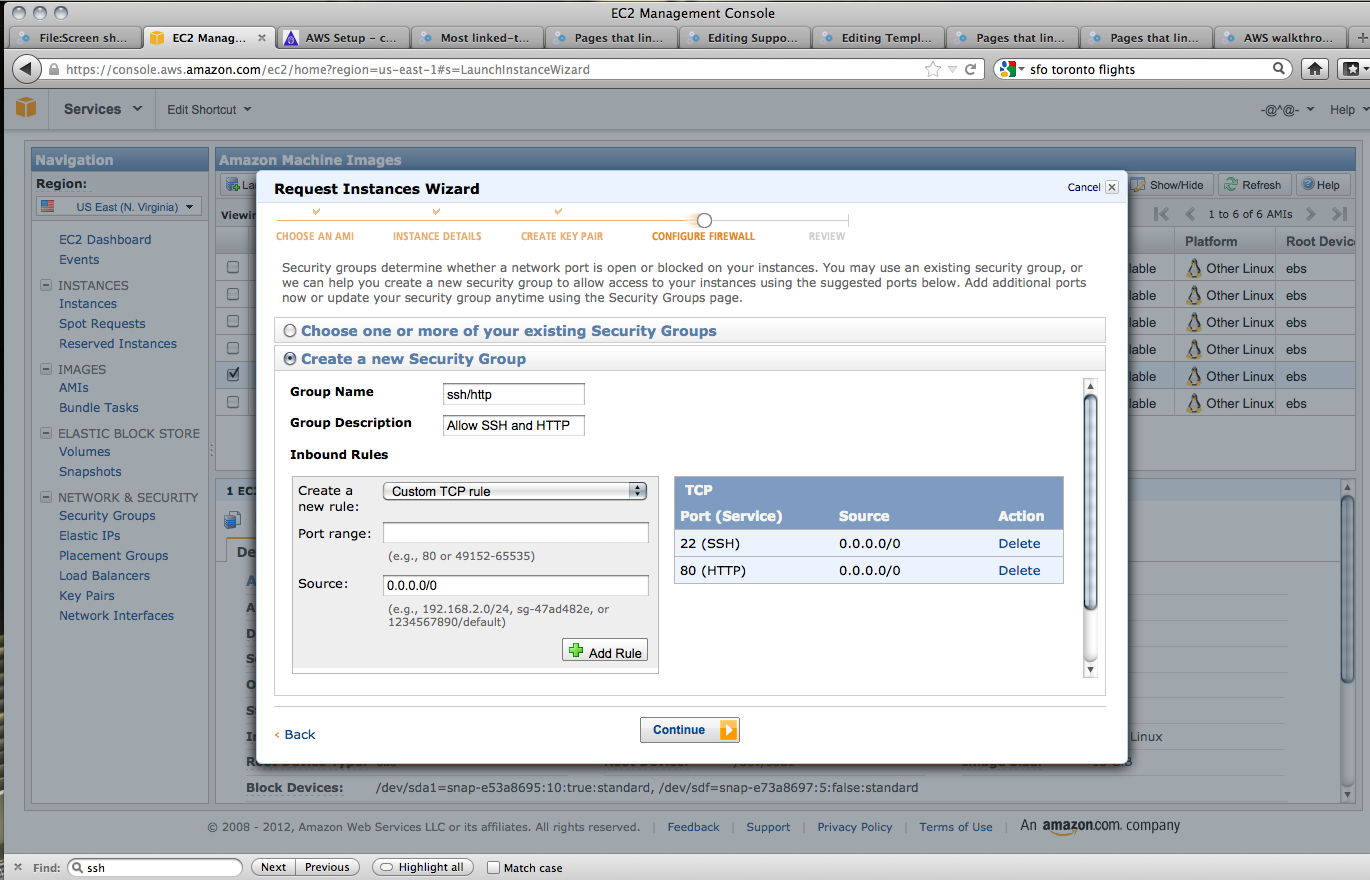 EC2 Management Console
File:Screen sh...
EC2 Manag...
AWS Setup – c...
Most linked-t...
Pages that lin...
Editing Suppo...
Editing Templ...
Pages that lin...
Pages that lin...
AWS walkthro...
https://console.aws.amazon.com/ec2/home?region=us-east-1#s=LaunchInstanceWizard
sfo toronto flights
Services
Edit Shortcut
-@^@-
Help
Navigation
Region:
US East (N. Virginia)
EC2 Dashboard
Events
INSTANCES
Instances
Spot Requests
Reserved Instances
IMAGES
AMIs
Bundle Tasks
ELASTIC BLOCK STORE
Volumes
Snapshots
NETWORK & SECURITY
Security Groups
Elastic IPs
Placement Groups
Load Balancers
Key Pairs
Network Interfaces
Amazon Machine Images
Show/Hide
Refresh
Help
1 to 6 of 6 AMIs
Platform Root Devic
lable Other Linux ebs
lable Other Linux ebs
lable Other Linux ebs
lable Other Linux ebs
lable Other Linux ebs
lable Other Linux ebs
Request Instances Wizard
Cancel
CHOOSE AN AMI
INSTANCE DETAILS
CREATE KEY PAIR
CONFIGURE FIREWALL
REVIEW
Security groups determine whether a network port is open or blocked on your instances. You may use an existing security group, or
we can help you create a new security group to allow access to your instances using the suggested ports below. Add additional ports
now or update your security group anytime using the Security Groups page.
Choose one or more of your existing Security Groups
Create a new Security Group
Group Name ssh/http
Group Description Allow SSH and HTTP
Inbound Rules
Create a
new rule:
Custom TCP rule
Port range:
(e.g., 80 or 49152-65535)
Source: 0.0.0.0/0
(e.g., 192.168.2.0/24, sg-47ad482e, or
1234567890/default)
Add Rule
TCP
Port (Service) Source Action
22 (SSH) 0.0.0.0/0 Delete
80 (HTTP) 0.0.0.0/0 Delete
Back
Continue
Linux
Block Devices: /dev/sda1=snap-e53a8695:10:true:standard, /dev/sdf=snap-e73a8697:5:false:standard
© 2008 - 2012, Amazon Web Services LLC or its affiliates. All rights reserved. | Feedback | Support | Privacy Policy | Terms of Use | An amazon.com. company
Find: ssh
Next
Previous
Highlight all
Match case